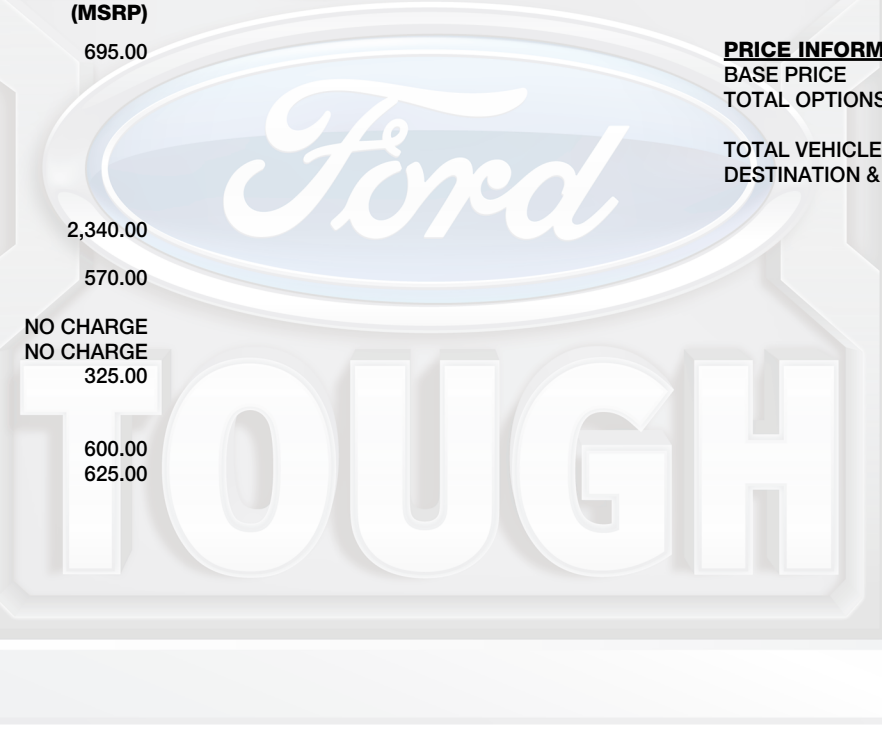 (MSRP)
695.00
2,340.00
570.00
NO CHARGE
NO CHARGE
325.00
600.00
625.00
PRICE INFORM
BASE PRICE
TOTAL OPTIONS
TOTAL VEHICLE
DESTINATION &
Ford
TOUGH